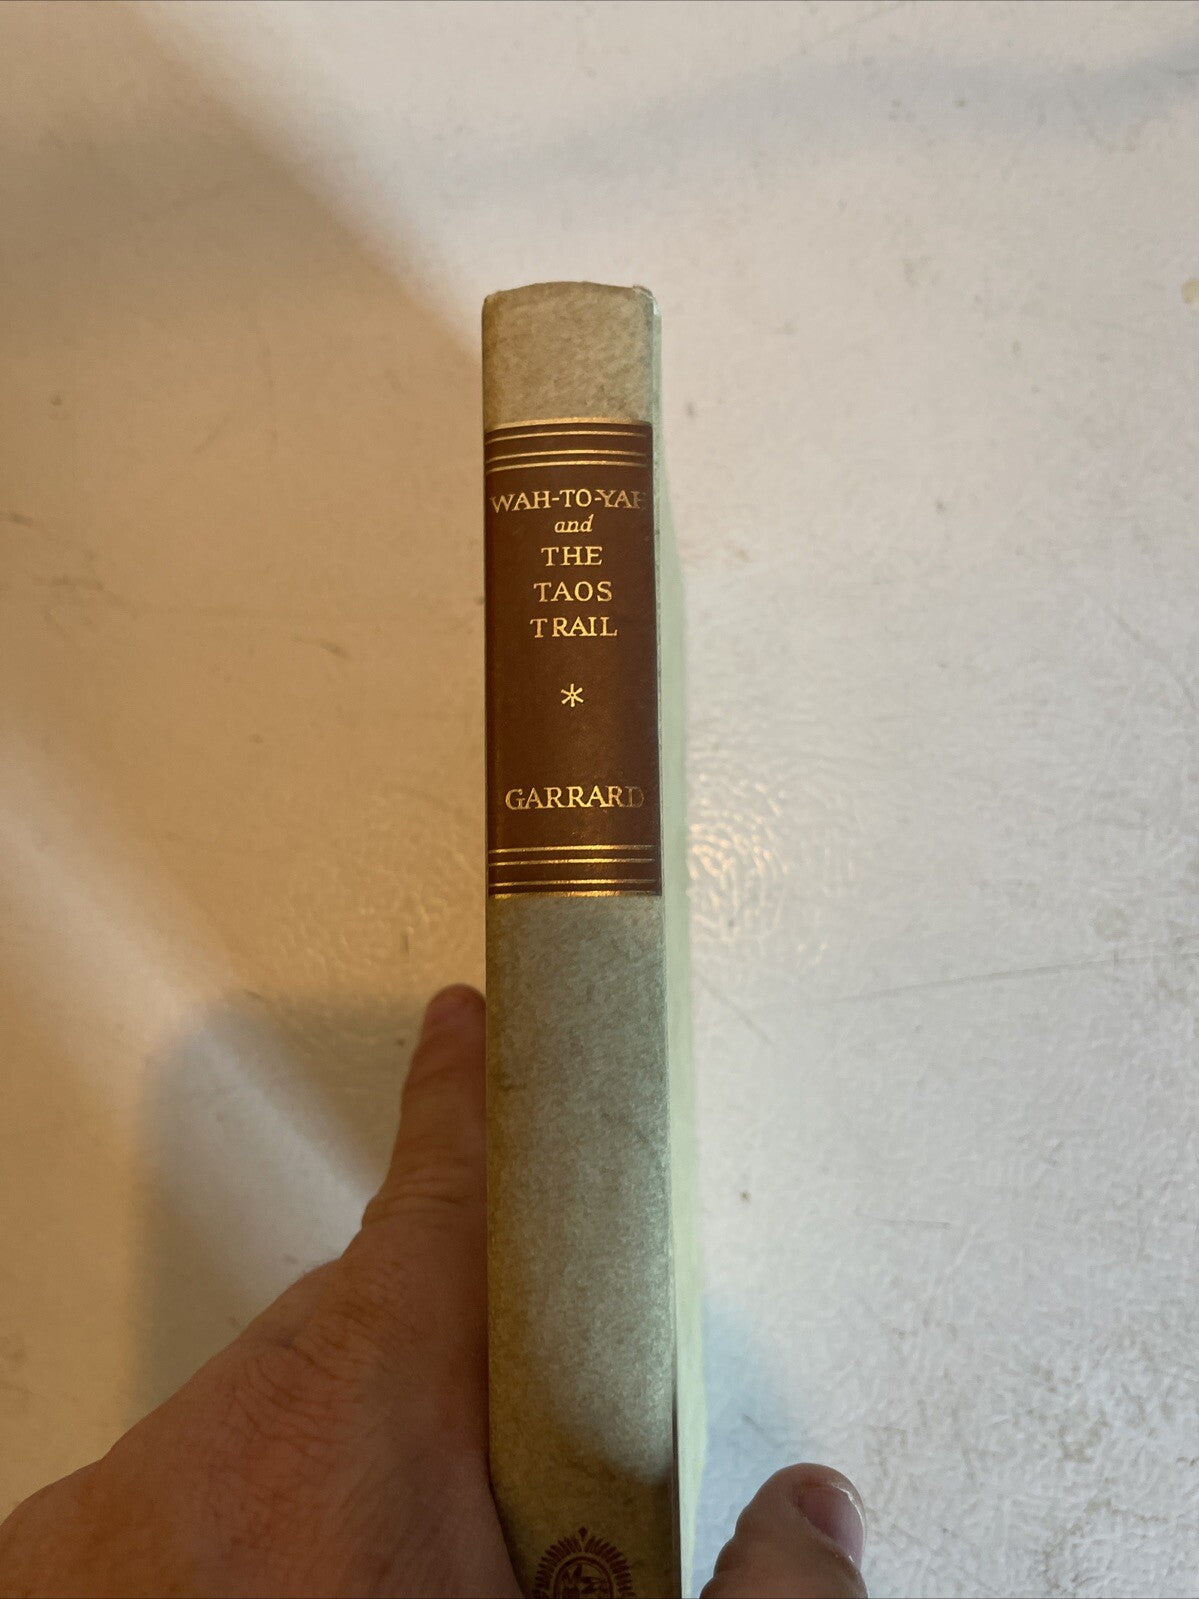 WAH-TO-YAH
and
THE
TAOS
TRAIL
*
GARRARD